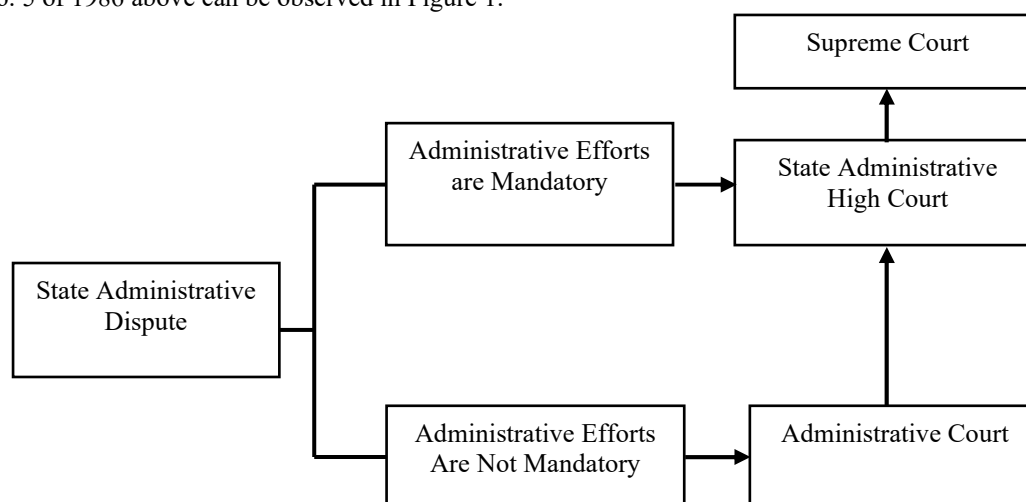 5 of 1986 above can be observed in Figure 1.
Supreme Court
Administrative Efforts
are Mandatory
State Administrative
High Court
State Administrative
Dispute
Administrative Efforts
Are Not Mandatory
Administrative Court